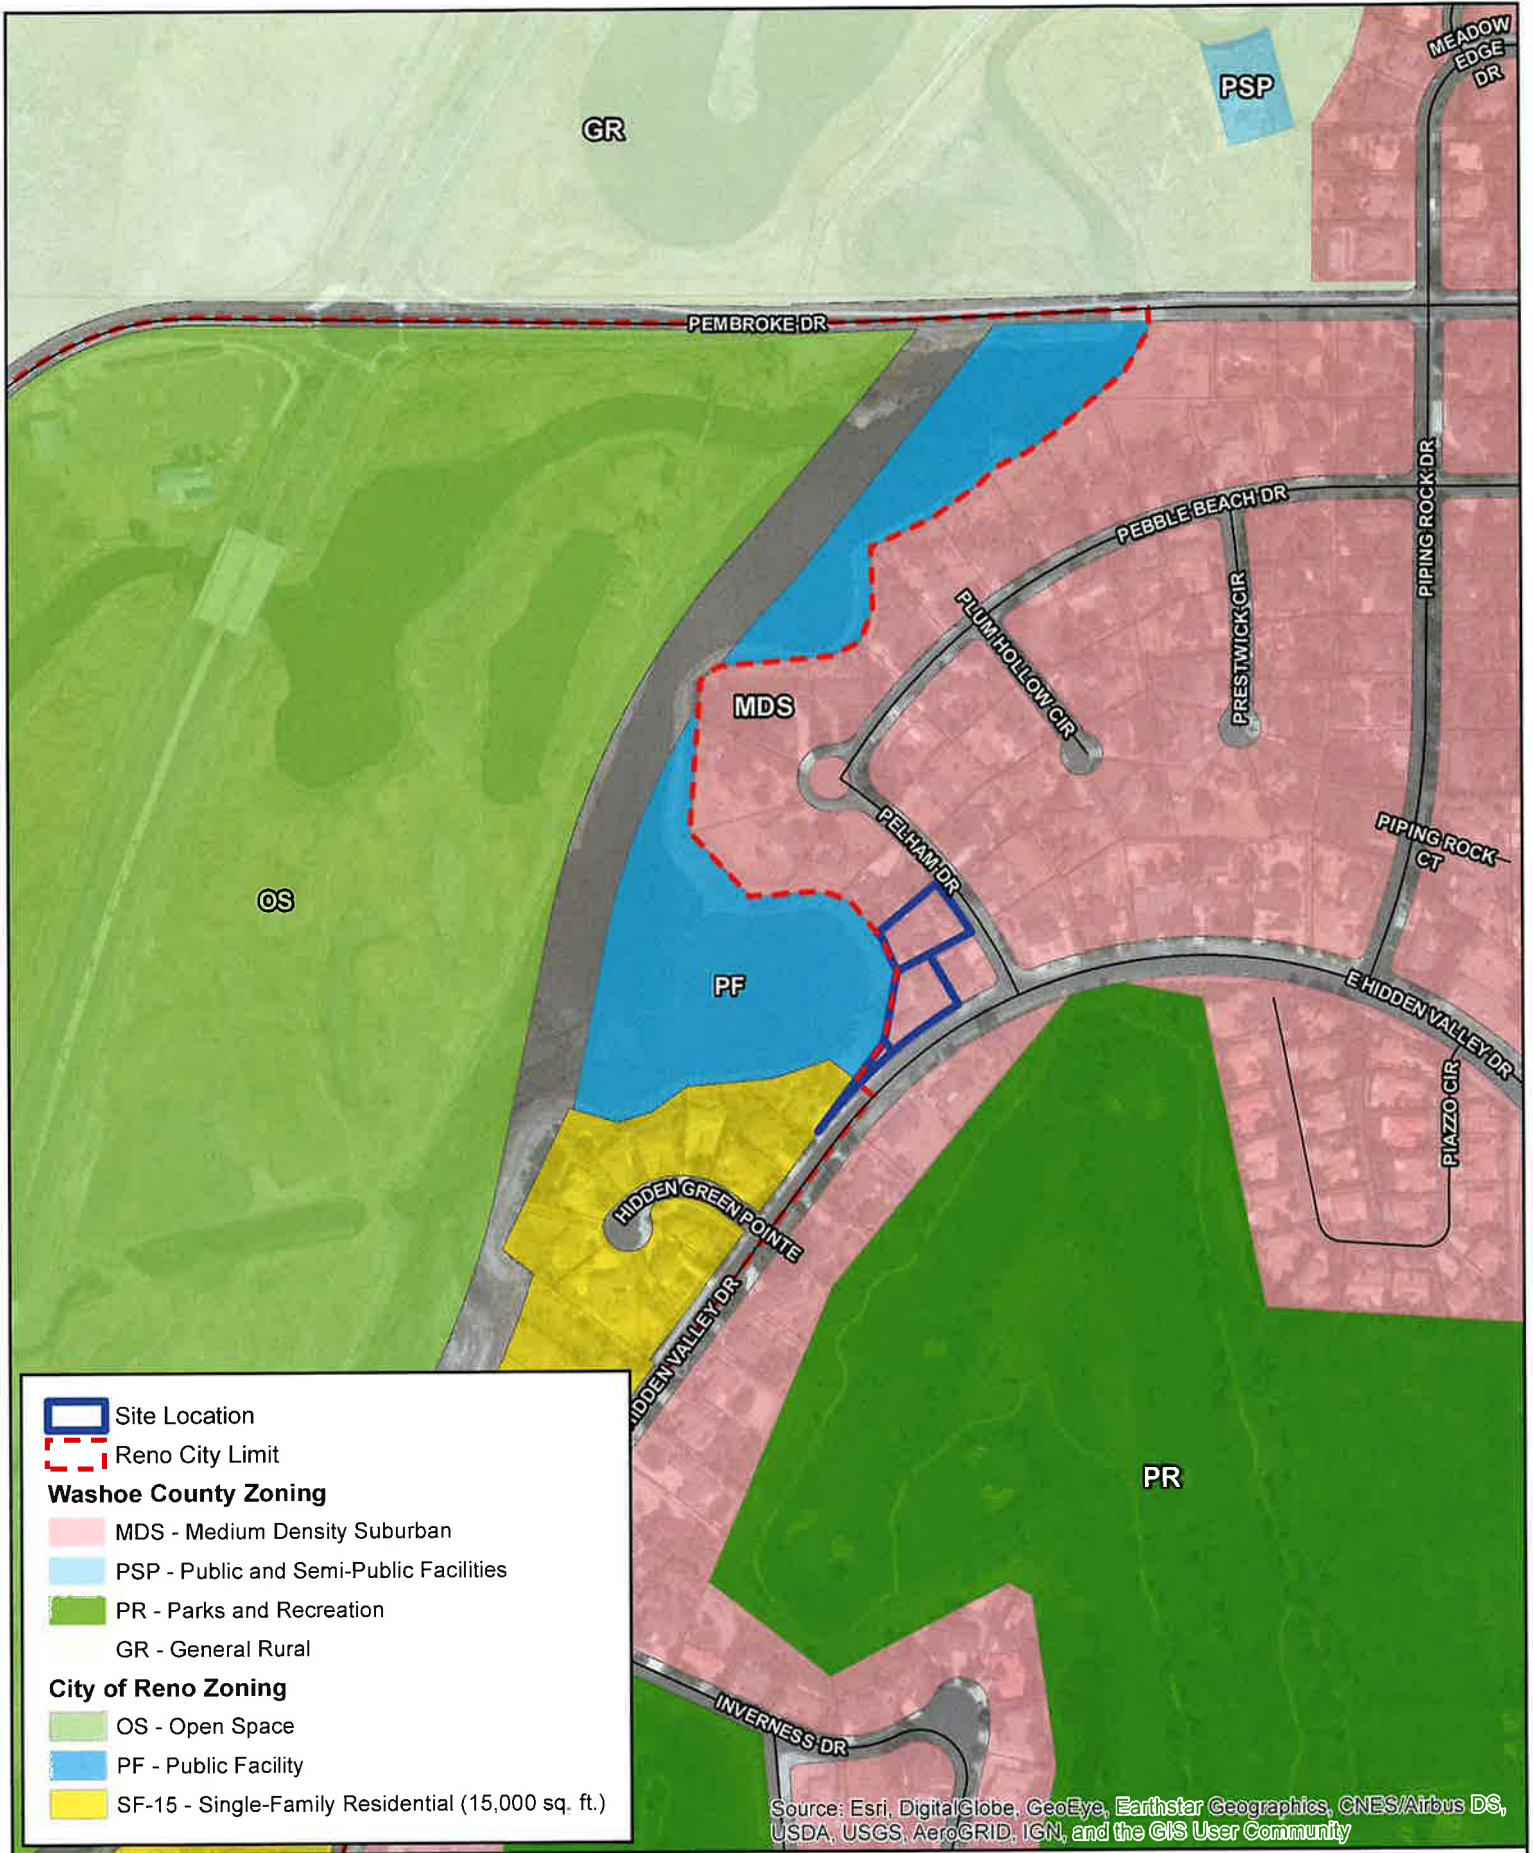 MEADOW
EDGE
DR
PSP
GR
PEMBROKE DR
PIPING ROCK DR
PEBBLE BEACH DR
PLUM HOLLOW CIR
PRESTWICK CIR
MDS
PELHAM DR
PIPING ROCK
CT
OS
PF
E HIDDEN VALLEY DR
PIAZZO CIR
HIDDEN GREEN POINTE
IDDEN VALLEY DR
PR
INVERNESS DR
Site Location
Reno City Limit
Washoe County Zoning
MDS - Medium Density Suburban
PSP - Public and Semi-Public Facilities
PR - Parks and Recreation
GR - General Rural
City of Reno Zoning
OS - Open Space
PF - Public Facility
SF-15 - Single-Family Residential (15,000 sq. ft.)
Source: Esri, DigitalGlobe, GeoEye, Earthstar Geographics, CNES/Airbus DS,
USDA, USGS, AeroGRID, IGN, and the GIS User Community